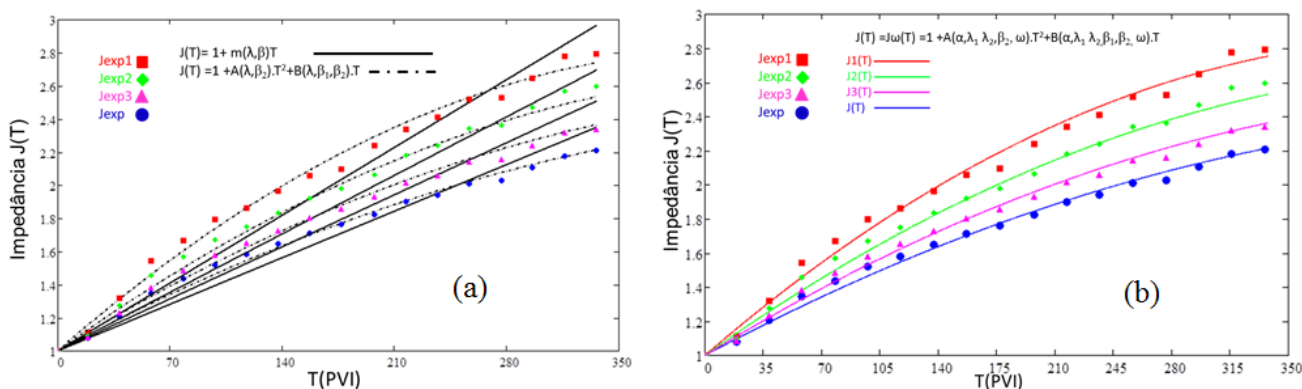 J(T)= 1+ m(λ,β)T
J(T) =1 +A(λ,β₂).T²+B(λ,β₁,β₂).T
Jexp1
Jexp2
Jexp3
Jexp
Impedância J(T)
3
2.8
2.6
2.4
2.2
2
1.8
1.6
1.4
1.2
1
0
70
140
210
280
350
T(PVI)
(a)
J(T) =Jω(T) =1 +A(α,λ₁ λ₂,β₂, ω).T²+B(α,λ₁ λ₂,β₁,β₂, ω).T
Jexp1
J1(T)
Jexp2
J2(T)
Jexp3
J3(T)
Jexp
J(T)
Impedância J(T)
3
2.8
2.6
2.4
2.2
2
1.8
1.6
1.4
1.2
1
0
35
70
105
140
175
210
245
280
315
350
T(PVI)
(b)